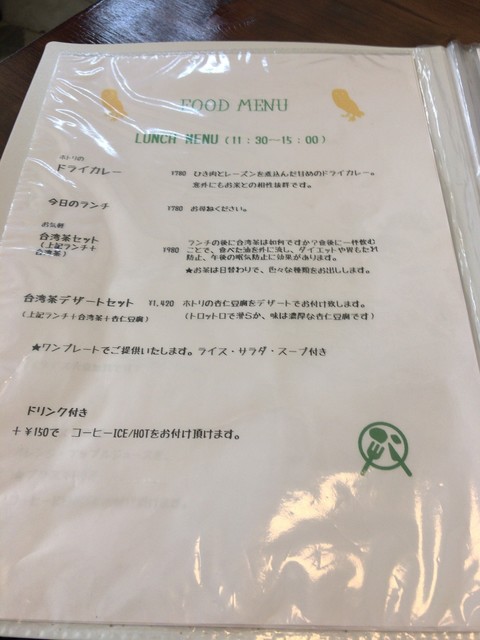 FOOD MENU
LUNCH MENU (11:30―15:00)
ホトリの
ドライカレー ¥780 ひき肉とレーズンを煮込んだ甘めのドライカレー。
意外にもお米との相性抜群です。
今日のランチ ¥780 お尋ねください。
お気軽
台湾茶セット
(上記ランチ+
台湾茶) ¥980 ランチの後に台湾茶は如何ですか?食後に一杯飲む
ことで、食べた油を外に流し、ダイエットや胃もたれ
防止、午後の眠気防止に効果があります。
★お茶は日替わりで、色々な種類をお出しします。
台湾茶デザートセット ¥1,420 ホトリの杏仁豆腐をデザートでお付け致します。
(上記ランチ+台湾茶+杏仁豆腐) (トロットロで滑らか、味は濃厚な杏仁豆腐です)
★ワンプレートでご提供いたします。ライス・サラダ・スープ付き
ドリンク付き
+¥150で コーヒーICE/HOTをお付け頂けます。